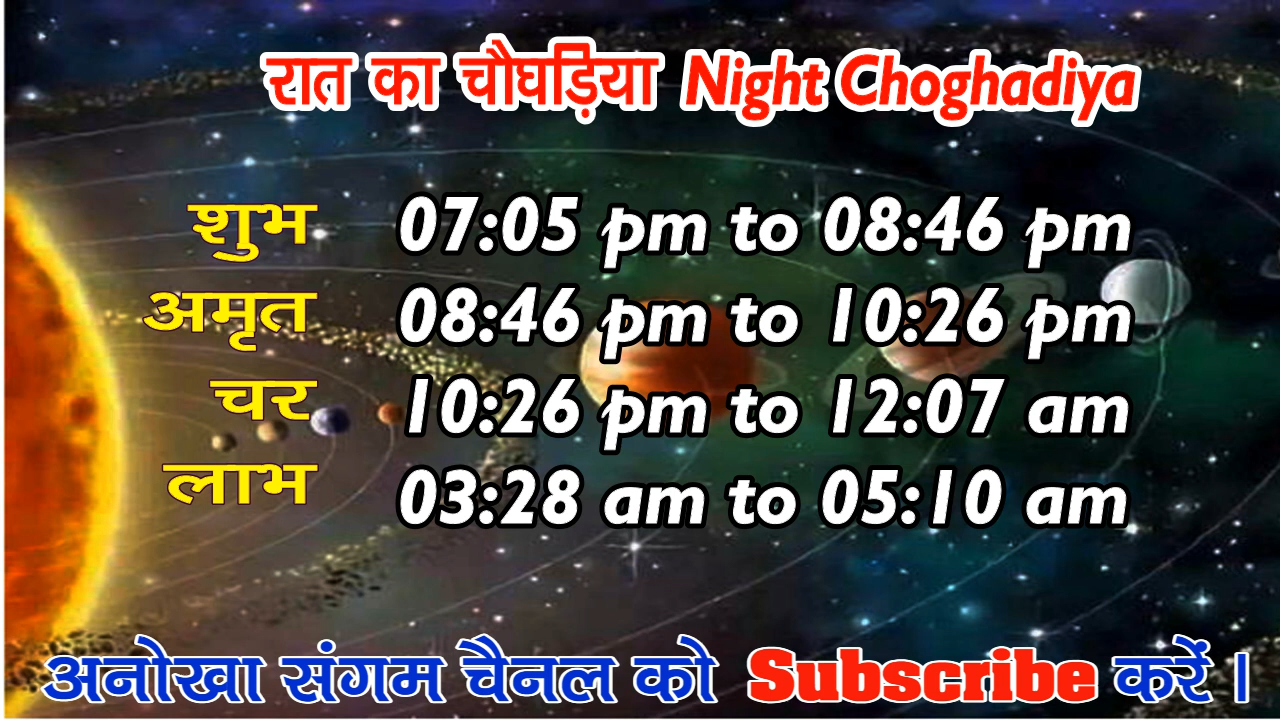 रात का चौघड़िया Night Choghadiya
शुभ 07:05 pm to 08:46 pm
अमृत 08:46 pm to 10:26 pm
चर 10:26 pm to 12:07 am
लाभ 03:28 am to 05:10 am
अनोखा संगम चैनल को Subscribe करें।